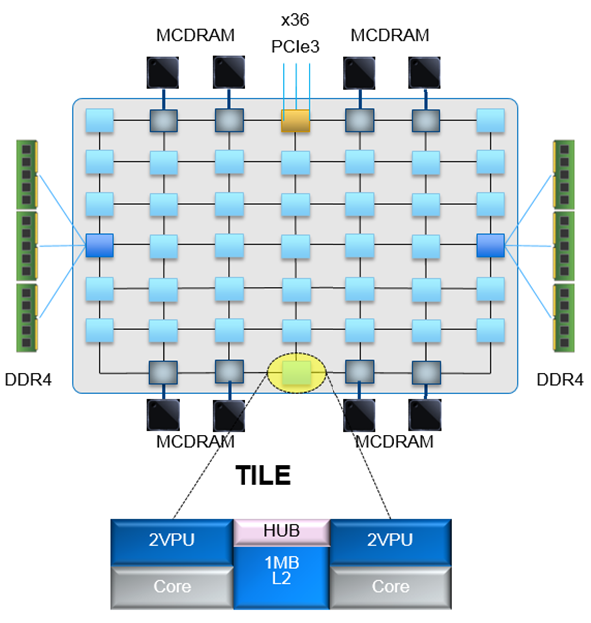 x36
PCIe3
MCDRAM
MCDRAM
DDR4
DDR4
MCDRAM
MCDRAM
TILE
2VPU
HUB
2VPU
1MB
L2
Core
Core